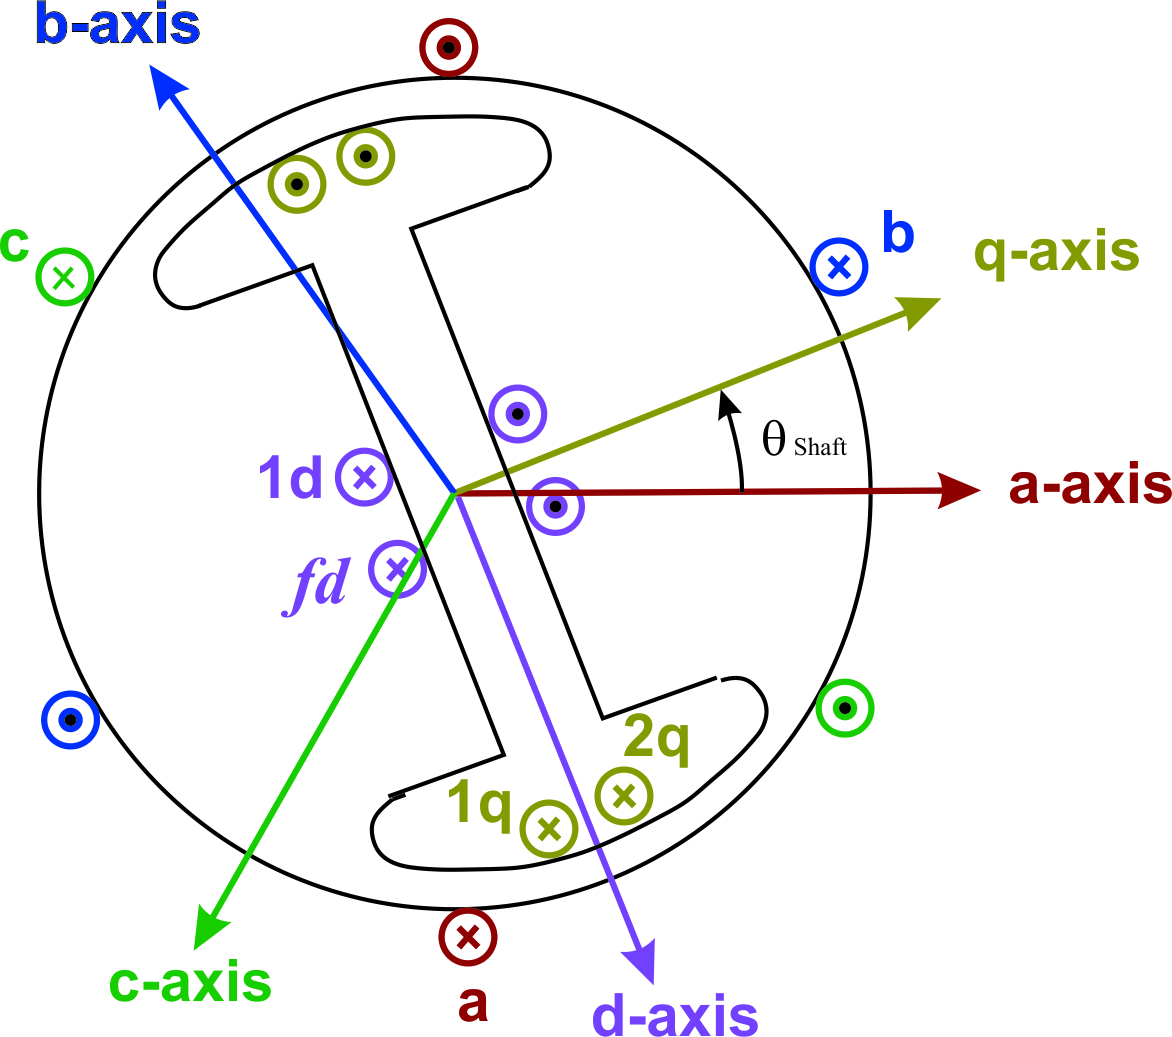 b-axis
c
b
q-axis
θ Shaft
1d
a-axis
fd
2q
1q
c-axis
a
d-axis